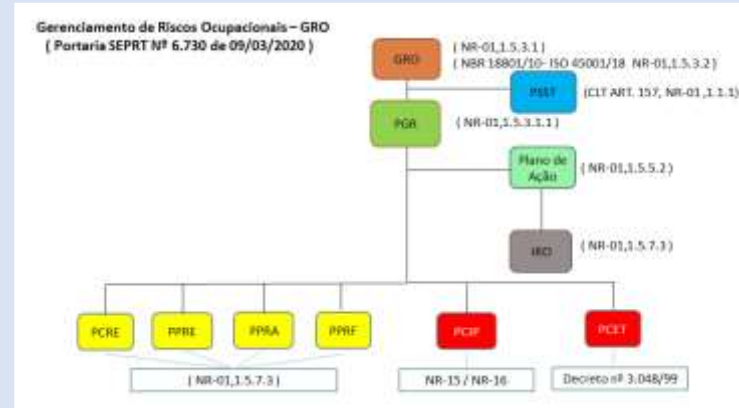 Gerenciamento de Riscos Ocupacionais – GRO
( Portaria SEPRT Nº 6.730 de 09/03/2020 )
GRO
( NR-01,1.5.3.1 )
( NBR 18801/10- ISO 45001/18 NR-01,1.5.3.2 )
PSST
(CLT ART. 157, NR-01 ,1.1.1)
PGR
( NR-01,1.5.3.1.1 )
Plano de
Ação
( NR-01,1.5.5.2 )
IRO
( NR-01,1.5.7.3 )
PCRE
PPRE
PPRA
PPRF
PCIP
PCET
( NR-01,1.5.7.3 )
NR-15 / NR-16
Decreto nº 3.048/99